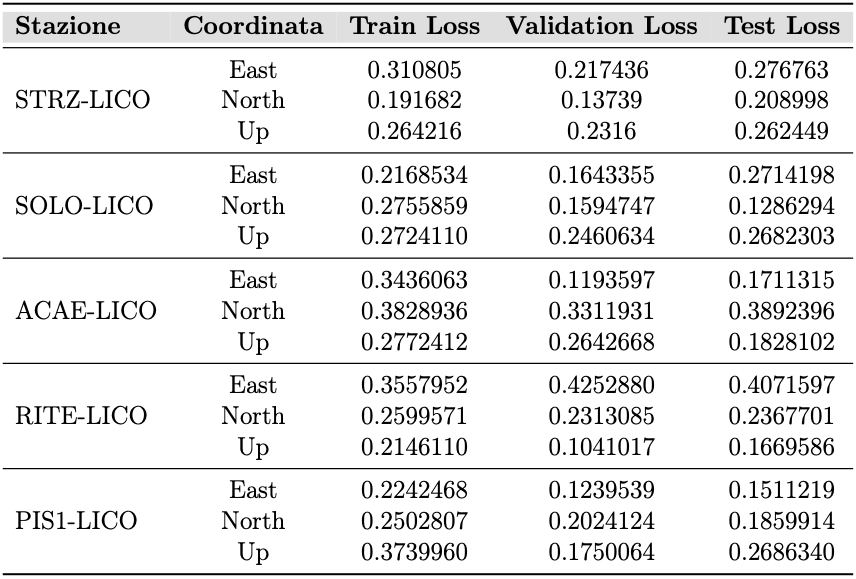 Stazione Coordinata Train Loss Validation Loss Test Loss
East 0.310805 0.217436 0.276763
STRZ-LICO North 0.191682 0.13739 0.208998
Up 0.264216 0.2316 0.262449
East 0.2168534 0.1643355 0.2714198
SOLO-LICO North 0.2755859 0.1594747 0.1286294
Up 0.2724110 0.2460634 0.2682303
East 0.3436063 0.1193597 0.1711315
ACAE-LICO North 0.3828936 0.3311931 0.3892396
Up 0.2772412 0.2642668 0.1828102
East 0.3557952 0.4252880 0.4071597
RITE-LICO North 0.2599571 0.2313085 0.2367701
Up 0.2146110 0.1041017 0.1669586
East 0.2242468 0.1239539 0.1511219
PIS1-LICO North 0.2502807 0.2024124 0.1859914
Up 0.3739960 0.1750064 0.2686340